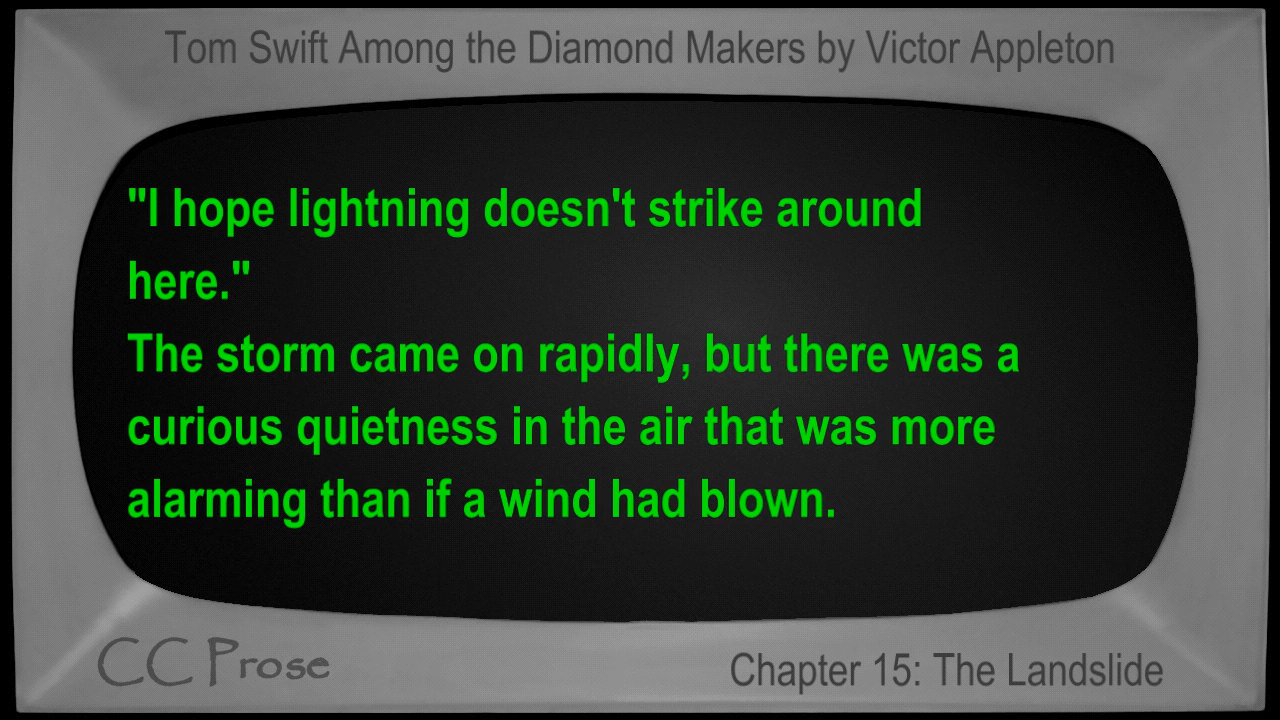 Tom Swift Among the Diamond Makers by Victor Appleton
"I hope lightning doesn't strike around
here."
The storm came on rapidly, but there was a
curious quietness in the air that was more
alarming than if a wind had blown.
CC Prose
Chapter 15: The Landslide